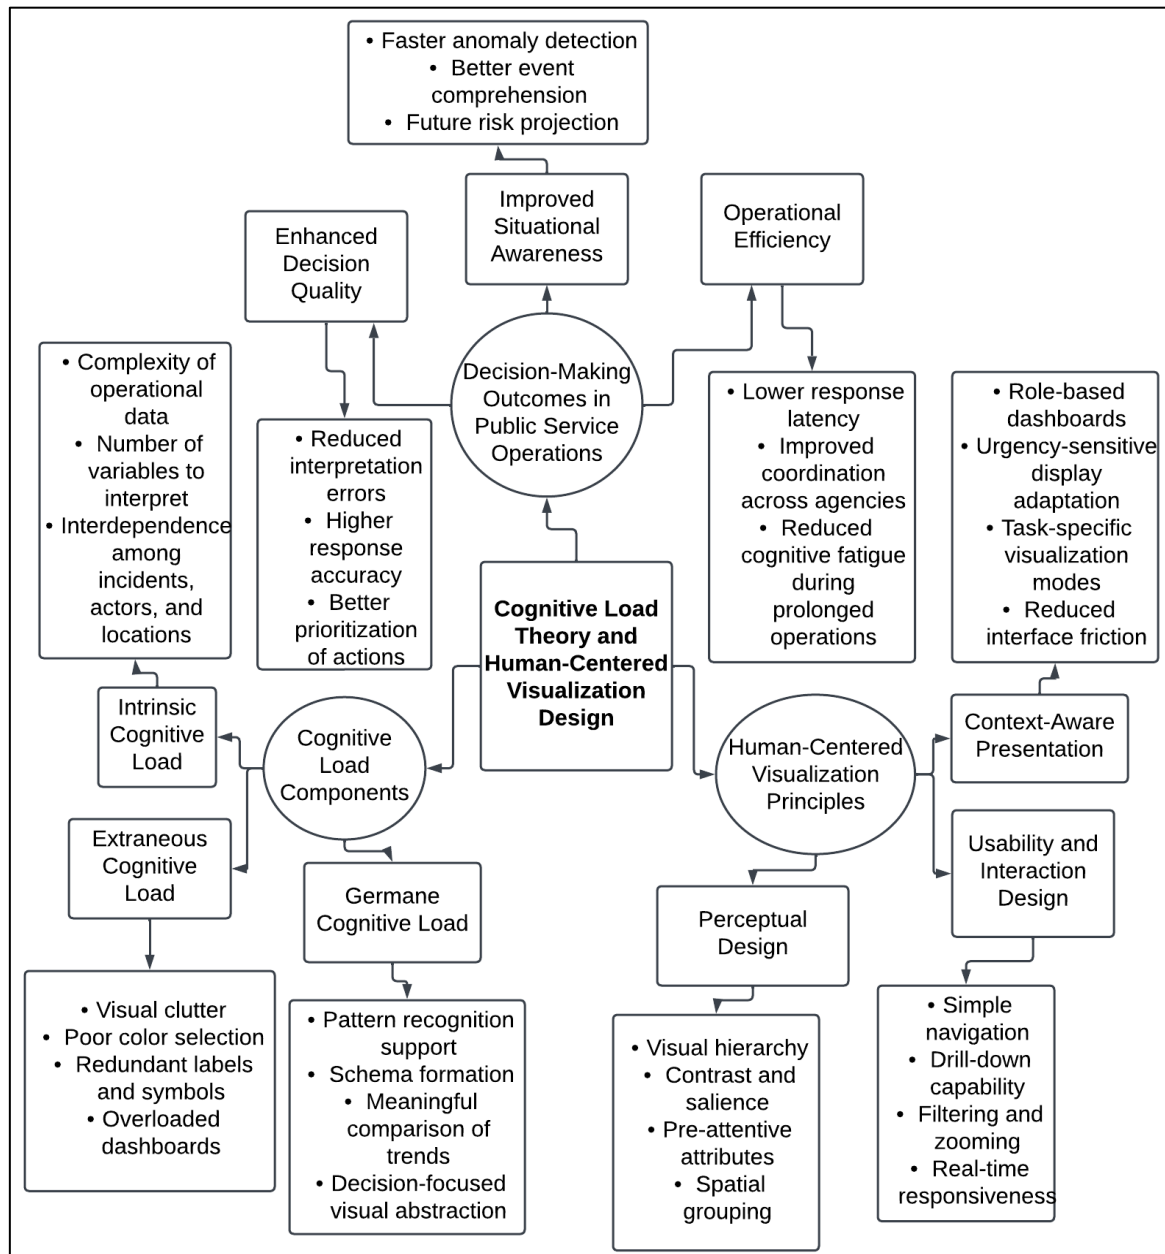 • Faster anomaly detection
• Better event
comprehension
• Future risk projection
Improved
Situational
Awareness
Operational
Efficiency
Enhanced
Decision
Quality
Decision-Making
Outcomes in
Public Service
Operations
• Complexity of
operational
data
• Number of
variables to
interpret
• Interdependence
among
incidents,
actors, and
locations
• Reduced
interpretation
errors
• Higher
response
accuracy
• Better
prioritization
of actions
• Lower response
latency
• Improved
coordination
across agencies
• Reduced
cognitive fatigue
during
prolonged
operations
• Role-based
dashboards
• Urgency-sensitive
display
adaptation
• Task-specific
visualization
modes
• Reduced
interface friction
Cognitive Load
Theory and
Human-Centered
Visualization
Design
Intrinsic
Cognitive
Load
Cognitive
Load
Components
Human-Centered
Visualization
Principles
Context-Aware
Presentation
Extraneous
Cognitive
Load
Germane
Cognitive Load
Perceptual
Design
Usability and
Interaction
Design
• Visual clutter
• Poor color selection
• Redundant labels
and symbols
• Overloaded
dashboards
• Pattern recognition
support
• Schema formation
• Meaningful
comparison of
trends
• Decision-focused
visual abstraction
• Visual hierarchy
• Contrast and
salience
• Pre-attentive
attributes
• Spatial
grouping
• Simple
navigation
• Drill-down
capability
• Filtering and
zooming
• Real-time
responsiveness